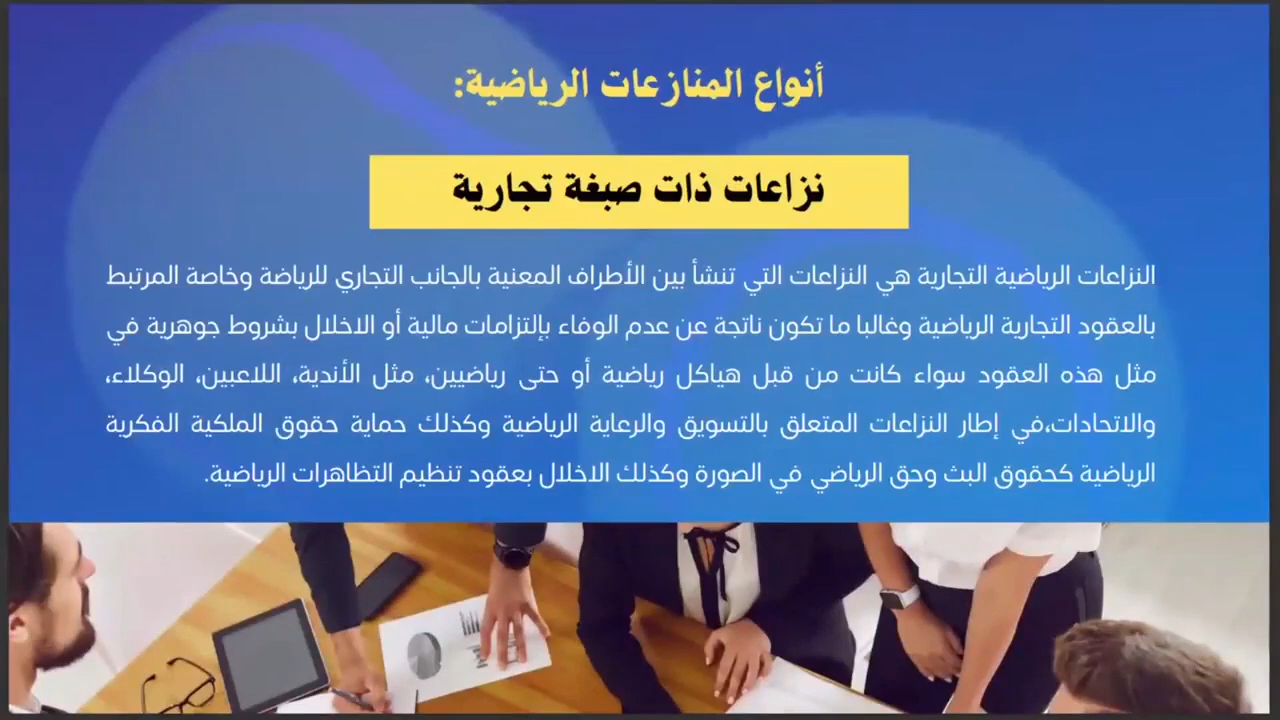 أنواع المنازعات الرياضية:
نزاعات ذات صبغة تجارية
النزاعات الرياضية التجارية هي النزاعات التي تنشأ بين الأطراف المعنية بالجانب التجاري للرياضة وخاصة المرتبط
بالعقود التجارية الرياضية وغالبا ما تكون ناتجة عن عدم الوفاء بإلتزامات مالية أو الاخلال بشروط جوهرية في
مثل هذه العقود سواء كانت من قبل هياكل رياضية أو حتى رياضيين، مثل الأندية، اللاعبين، الوكلاء،
والاتحادات،في إطار النزاعات المتعلق بالتسويق والرعاية الرياضية وكذلك حماية حقوق الملكية الفكرية
الرياضية كحقوق البث وحق الرياضي في الصورة وكذلك الاخلال بعقود تنظيم التظاهرات الرياضية.